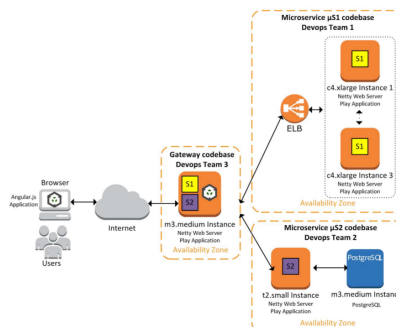 Microservice µS1 codebase
Devops Team 1
S1
c4.xlarge Instance 1
Netty Web Server
Play Application
ELB
S1
c4.xlarge Instance 3
Netty Web Server
Play Application
Availability Zone
Gateway codebase
Devops Team 3
S1
S2
m3.medium Instance
Netty Web Server
Play Application
Availability Zone
Browser
Angular.js
Application
Users
Internet
Microservice µS2 codebase
Devops Team 2
S2
t2.small Instance
Netty Web Server
Play Application
PostgreSQL
m3.medium Instanc
PostgreSQL
Availability Zone